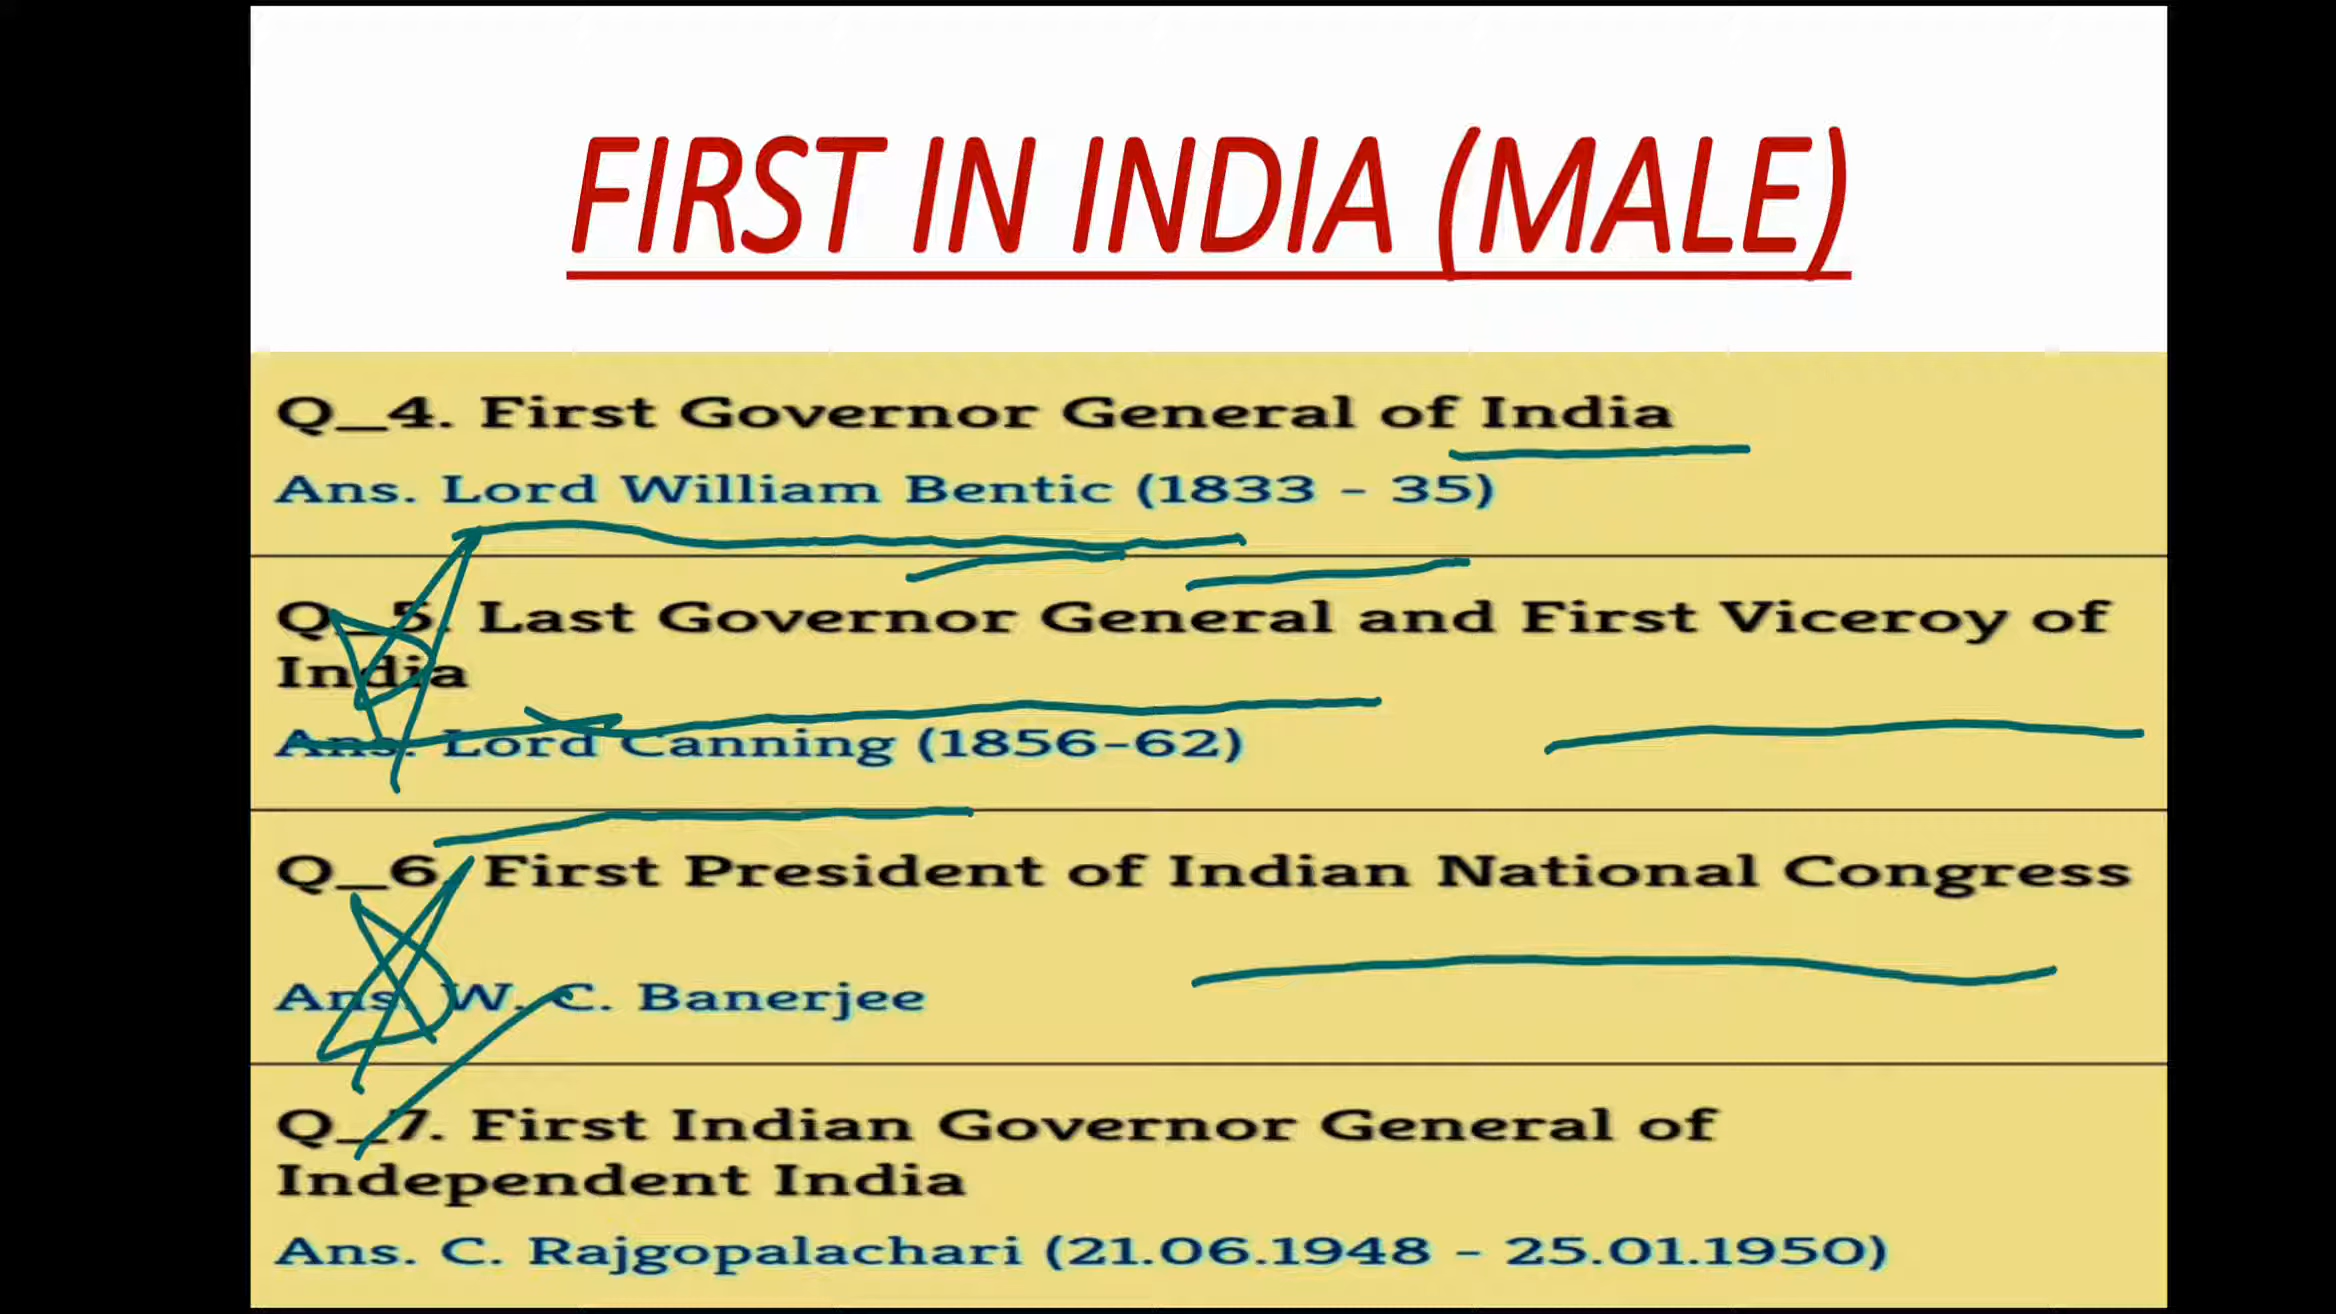 FIRST IN INDIA (MALE)
Q_4. First Governor General of India
Ans. Lord William Bentic (1833 - 35)
Q_5. Last Governor General and First Viceroy of
India
Ans. Lord Canning (1856-62)
Q_6. First President of Indian National Congress
Ans. W. C. Banerjee
Q_7. First Indian Governor General of
Independent India
Ans. C. Rajgopalachari (21.06.1948 - 25.01.1950)